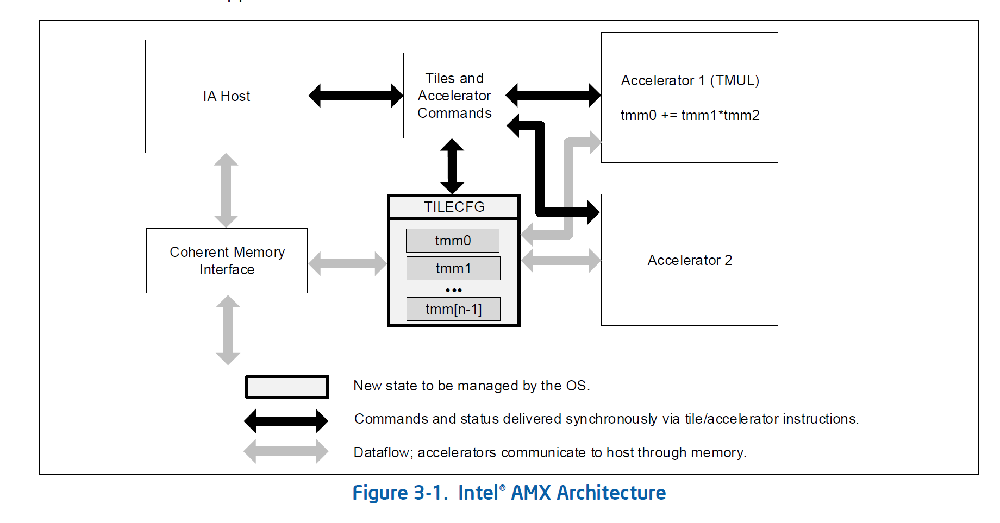 IA Host
Tiles and
Accelerator
Commands
Accelerator 1 (TMUL)
tmm0 += tmm1*tmm2
TILECFG
tmm0
tmm1
•••
tmm[n-1]
Coherent Memory
Interface
Accelerator 2
New state to be managed by the OS.
Commands and status delivered synchronously via tile/accelerator instructions.
Dataflow; accelerators communicate to host through memory.
Figure 3-1. Intel® AMX Architecture